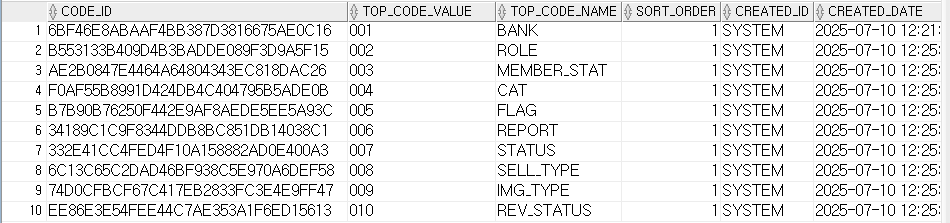 CODE_ID TOP_CODE_VALUE TOP_CODE_NAME SORT_ORDER CREATED_ID CREATED_DATE
1 6BF46E8ABAAF4BB387D3816675AE0C16 001 BANK 1 SYSTEM 2025-07-10 12:21:
2 B553133B409D4B3BADDE089F3D9A5F15 002 ROLE 1 SYSTEM 2025-07-10 12:25:
3 AE2B0847E4464A64804343EC818DAC26 003 MEMBER_STAT 1 SYSTEM 2025-07-10 12:25:
4 F0AF55B8991D424DB4C404795B5ADE0B 004 CAT 1 SYSTEM 2025-07-10 12:25:
5 B7B90B76250F442E9AF8AEDE5EE5A93C 005 FLAG 1 SYSTEM 2025-07-10 12:25:
6 34189C1C9F8344DDB8BC851DB14038C1 006 REPORT 1 SYSTEM 2025-07-10 12:25:
7 332E41CC4FED4F10A158882AD0E400A3 007 STATUS 1 SYSTEM 2025-07-10 12:25:
8 6C13C65C2DAD46BF938C5E970A6DEF58 008 SELL_TYPE 1 SYSTEM 2025-07-10 12:25:
9 74D0CFBCF67C417EB2833FC3E4E9FF47 009 IMG_TYPE 1 SYSTEM 2025-07-10 12:25:
10 EE86E3E54FEE44C7AE353A1F6ED15613 010 REV_STATUS 1 SYSTEM 2025-07-10 12:25: